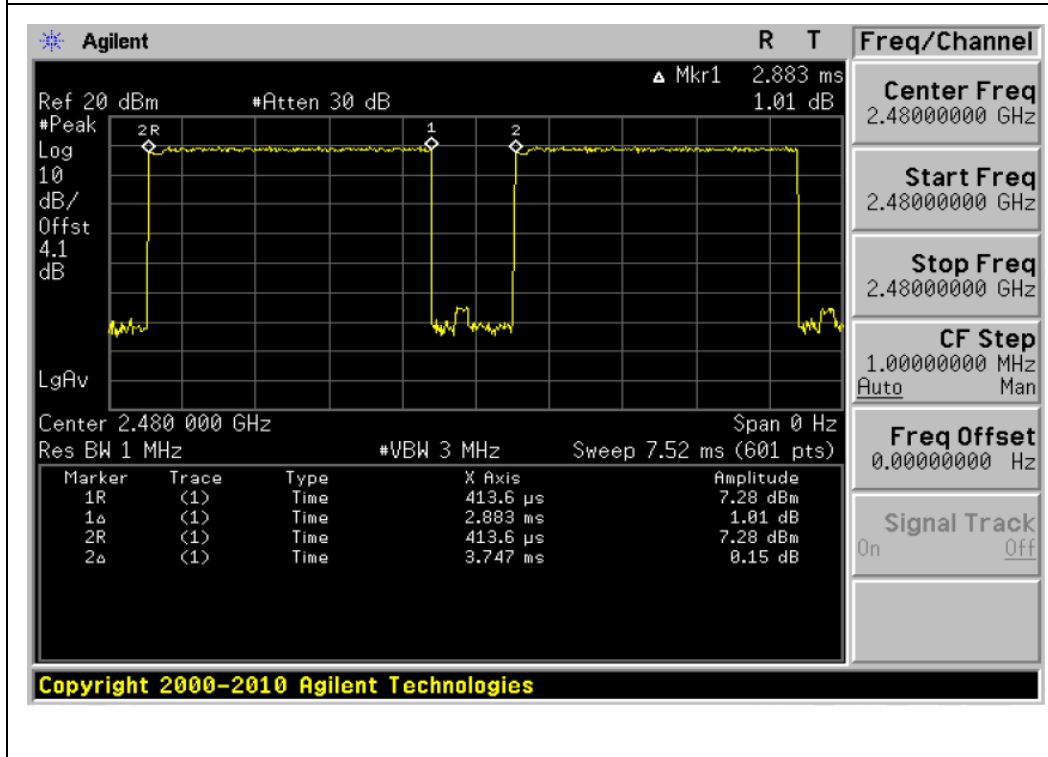 Agilent R T Freq/Channel
▵ Mkr1 2.883 ms
Ref 20 dBm #Atten 30 dB 1.01 dB
#Peak
Log
10
dB/
Offst
4.1
dB
LgAv
2R 1 2
Center 2.480 000 GHz Span 0 Hz
Res BW 1 MHz #VBW 3 MHz Sweep 7.52 ms (601 pts)
Marker Trace Type X Axis Amplitude
1R (1) Time 413.6 µs 7.28 dBm
1▵ (1) Time 2.883 ms 1.01 dB
2R (1) Time 413.6 µs 7.28 dBm
2▵ (1) Time 3.747 ms 0.15 dB
Center Freq
2.48000000 GHz
Start Freq
2.48000000 GHz
Stop Freq
2.48000000 GHz
CF Step
1.00000000 MHz
Auto Man
Freq Offset
0.00000000 Hz
Signal Track
On Off
Copyright 2000-2010 Agilent Technologies